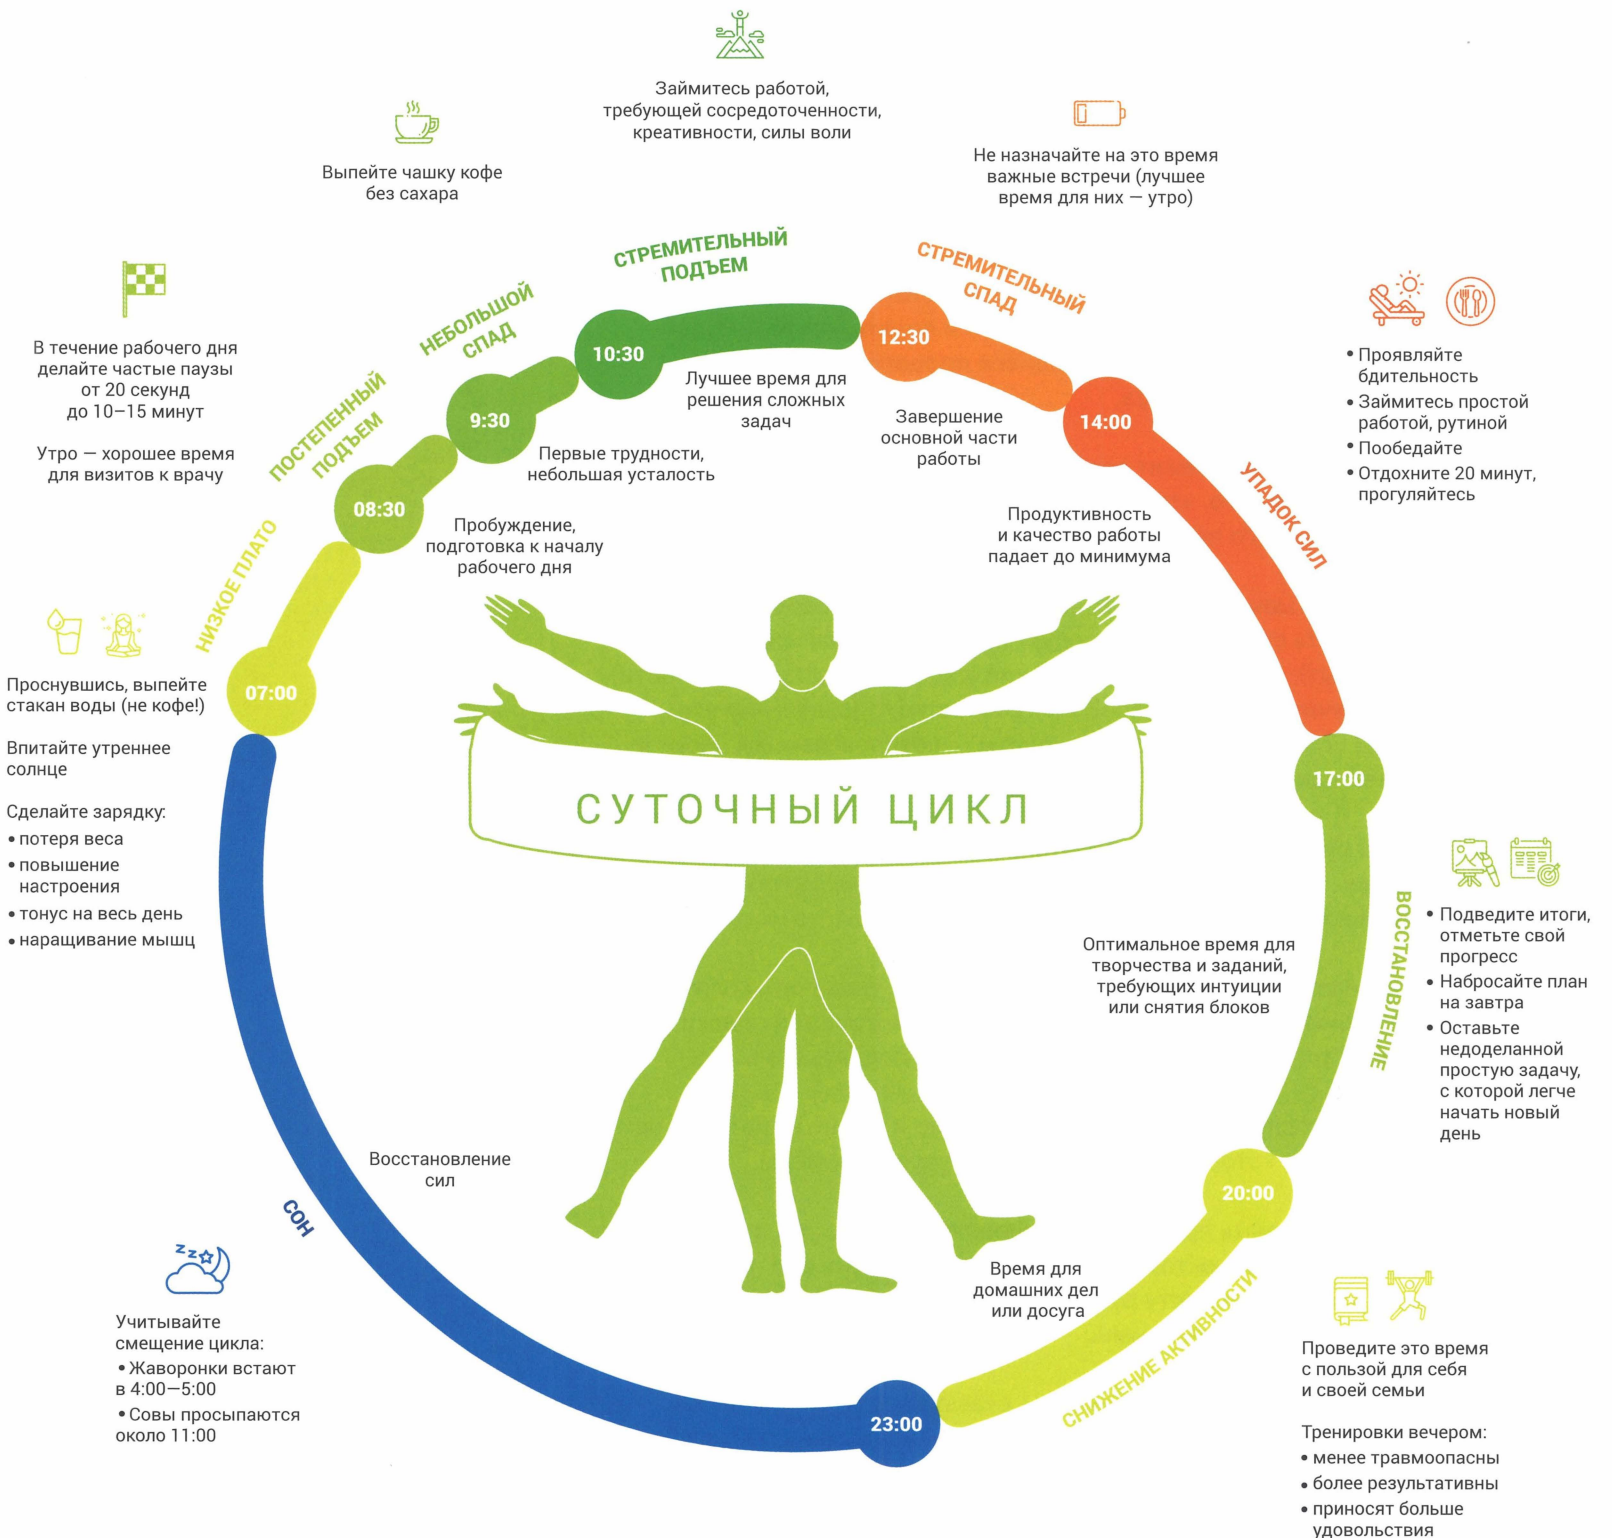 Займитесь работой,
требующей сосредоточенности,
креативности, силы воли
Выпейте чашку кофе
без сахара
Не назначайте на это время
важные встречи (лучшее
время для них — утро)
СТРЕМИТЕЛЬНЫЙ
ПОДЪЕМ
СТРЕМИТЕЛЬНЫЙ
СПАД
НЕБОЛЬШОЙ
СПАД
10:30
12:30
В течение рабочего дня
делайте частые паузы
от 20 секунд
до 10–15 минут
Утро — хорошее время
для визитов к врачу
ПОСТЕПЕННЫЙ
ПОДЪЕМ
9:30
Лучшее время для
решения сложных
задач
Завершение
основной части
работы
14:00
• Проявляйте
бдительность
• Займитесь простой
работой, рутиной
• Пообедайте
• Отдохните 20 минут,
прогуляйтесь
Первые трудности,
небольшая усталость
08:30
Пробуждение,
подготовка к началу
рабочего дня
Продуктивность
и качество работы
падает до минимума
УПАДОК СИЛ
НИЗКОЕ ПЛАТО
07:00
Проснувшись, выпейте
стакан воды (не кофе!)
Впитайте утреннее
солнце
Сделайте зарядку:
• потеря веса
• повышение
настроения
• тонус на весь день
• наращивание мышц
СУТОЧНЫЙ ЦИКЛ
17:00
Оптимальное время для
творчества и заданий,
требующих интуиции
или снятия блоков
ВОССТАНОВЛЕНИЕ
• Подведите итоги,
отметьте свой
прогресс
• Набросайте план
на завтра
• Оставьте
недоделанной
простую задачу,
с которой легче
начать новый
день
Восстановление
сил
СОН
20:00
Время для
домашних дел
или досуга
СНИЖЕНИЕ АКТИВНОСТИ
Учитывайте
смещение цикла:
• Жаворонки встают
в 4:00—5:00
• Совы просыпаются
около 11:00
23:00
Проведите это время
с пользой для себя
и своей семьи
Тренировки вечером:
• менее травмоопасны
• более результативны
• приносят больше
удовольствия